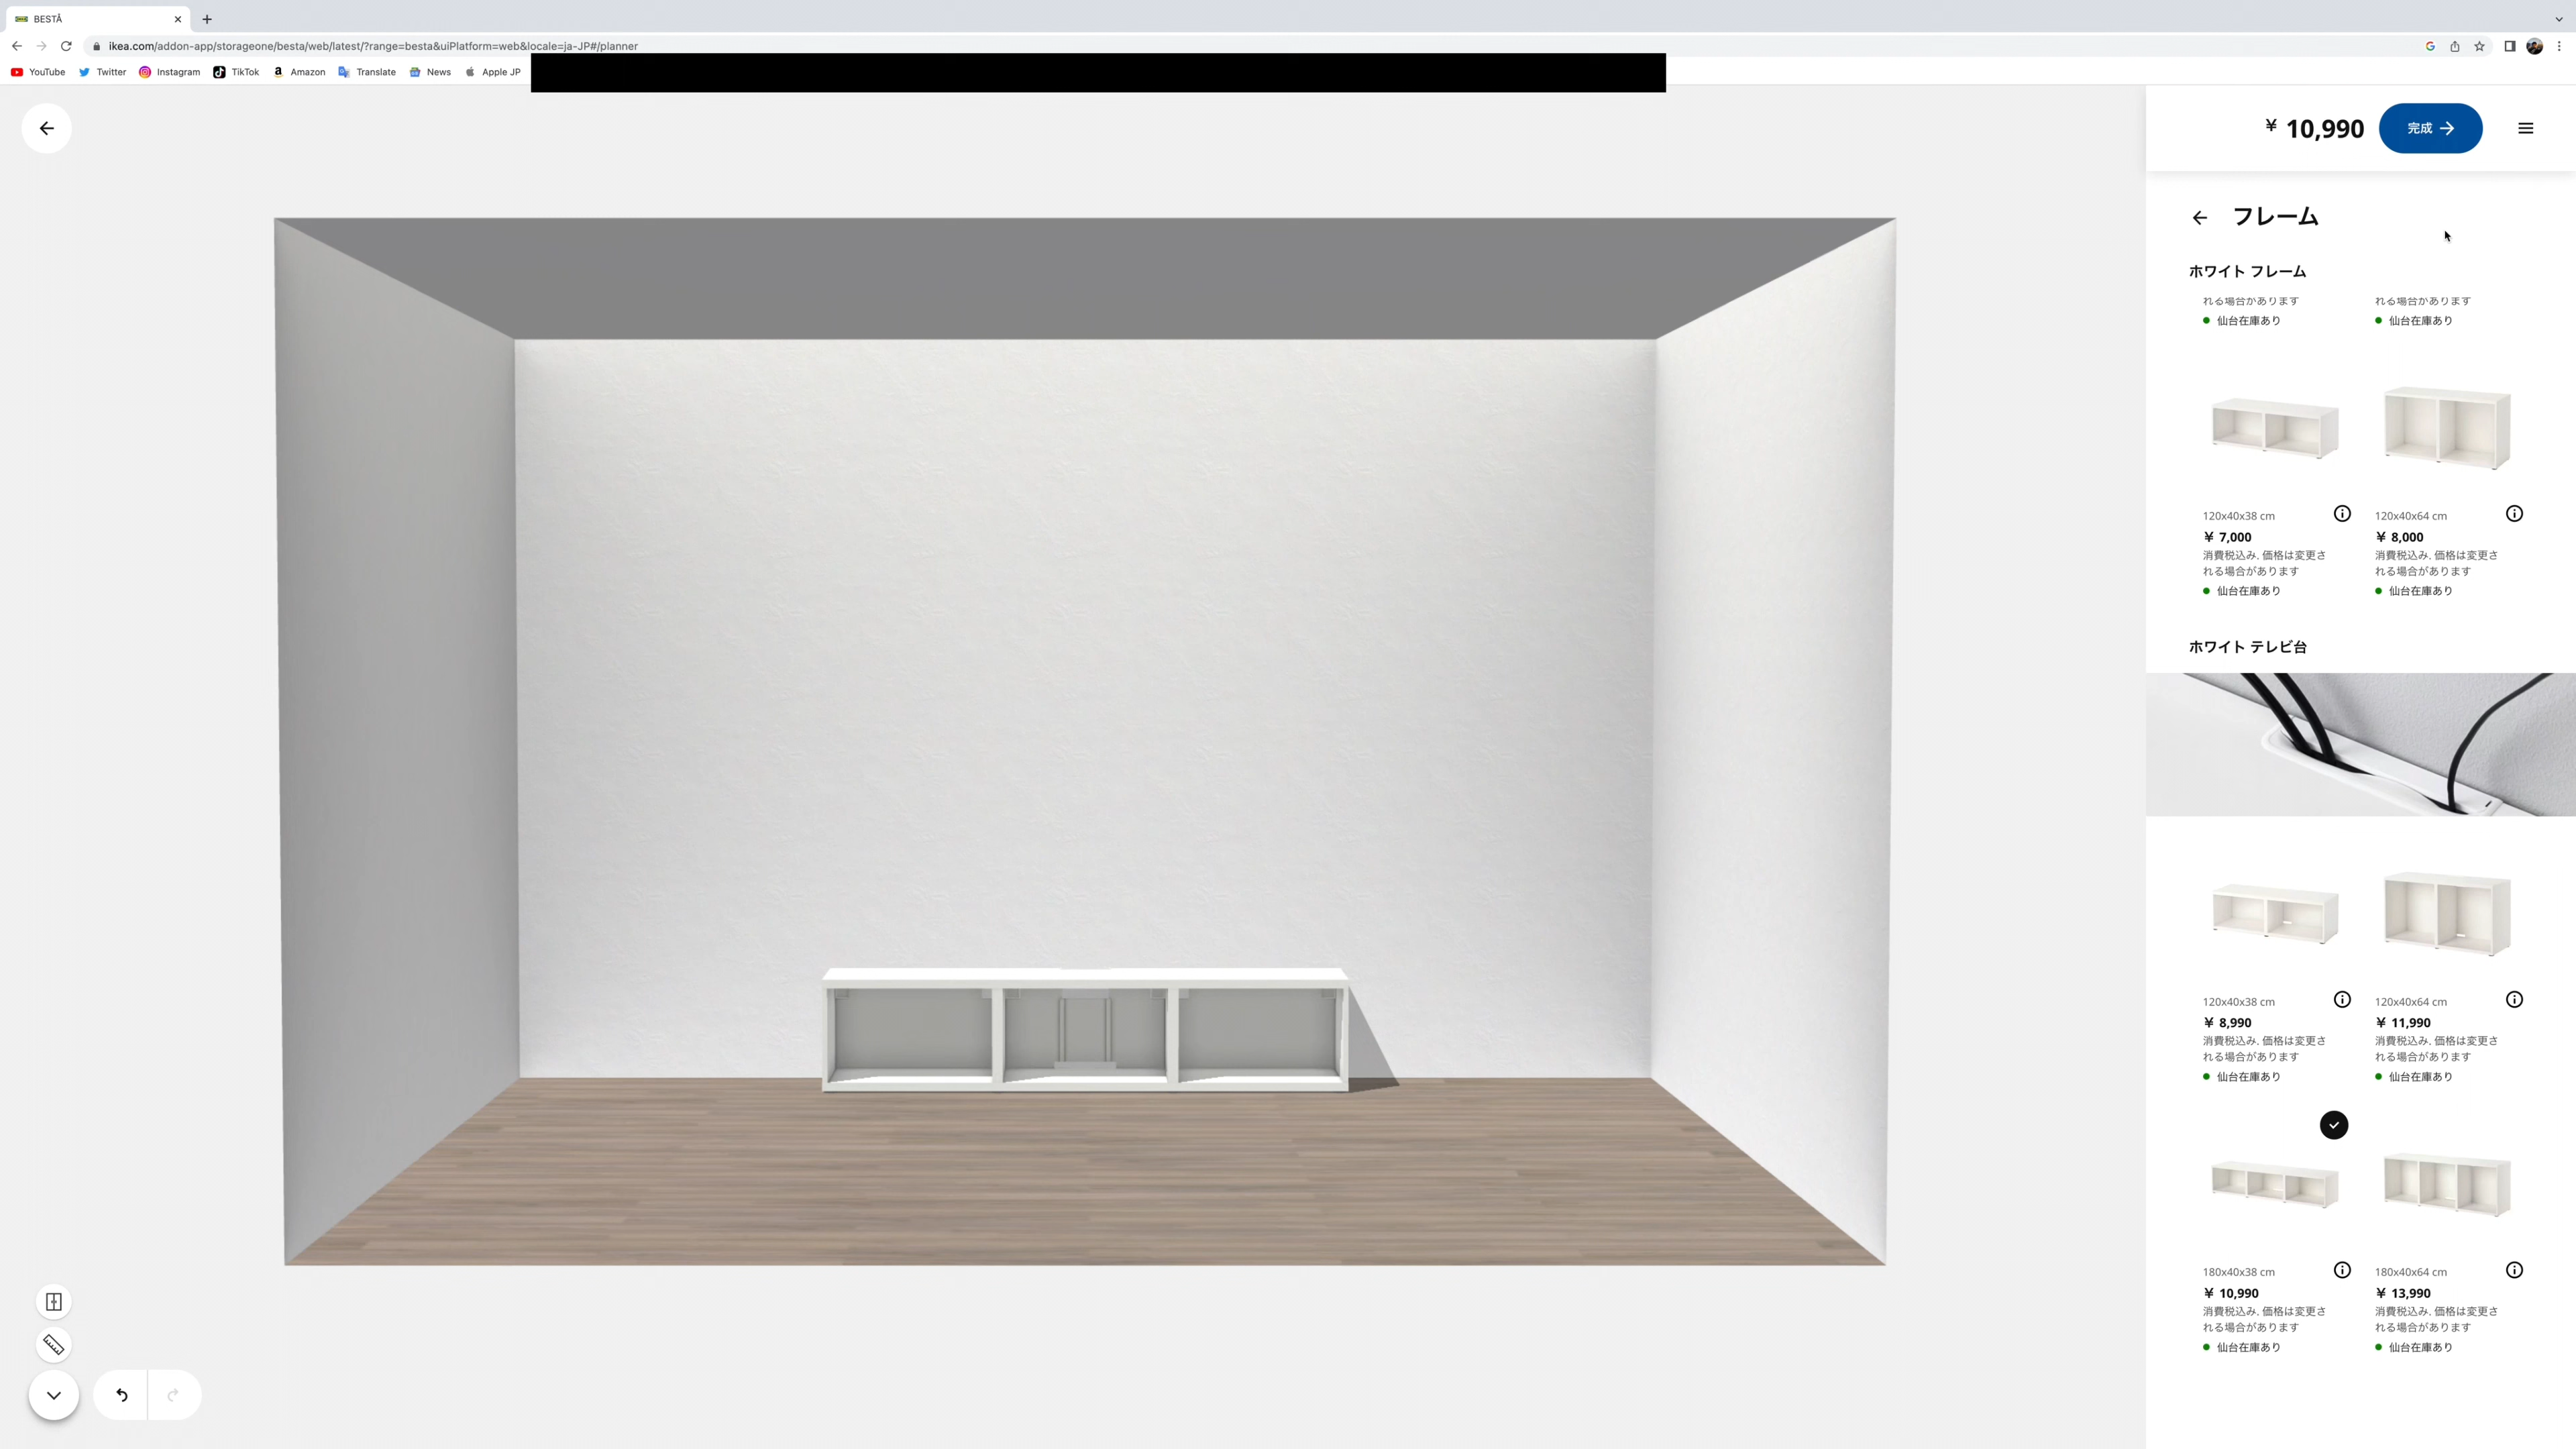 BESTÅ
ikea.com/addon-app/storageone/besta/web/latest/?range=besta&uiPlatform=web&locale=ja-JP#/planner
YouTube Twitter Instagram TikTok Amazon Translate News Apple JP
¥ 10,990 完成
フレーム
ホワイト フレーム
れる場合があります れる場合があります
仙台在庫あり 仙台在庫あり
120x40x38 cm 120x40x64 cm
¥ 7,000 ¥ 8,000
消費税込み. 価格は変更さ 消費税込み. 価格は変更さ
れる場合があります れる場合があります
仙台在庫あり 仙台在庫あり
ホワイト テレビ台
120x40x38 cm 120x40x64 cm
¥ 8,990 ¥ 11,990
消費税込み. 価格は変更さ 消費税込み. 価格は変更さ
れる場合があります れる場合があります
仙台在庫あり 仙台在庫あり
180x40x38 cm 180x40x64 cm
¥ 10,990 ¥ 13,990
消費税込み. 価格は変更さ 消費税込み. 価格は変更さ
れる場合があります れる場合があります
仙台在庫あり 仙台在庫あり